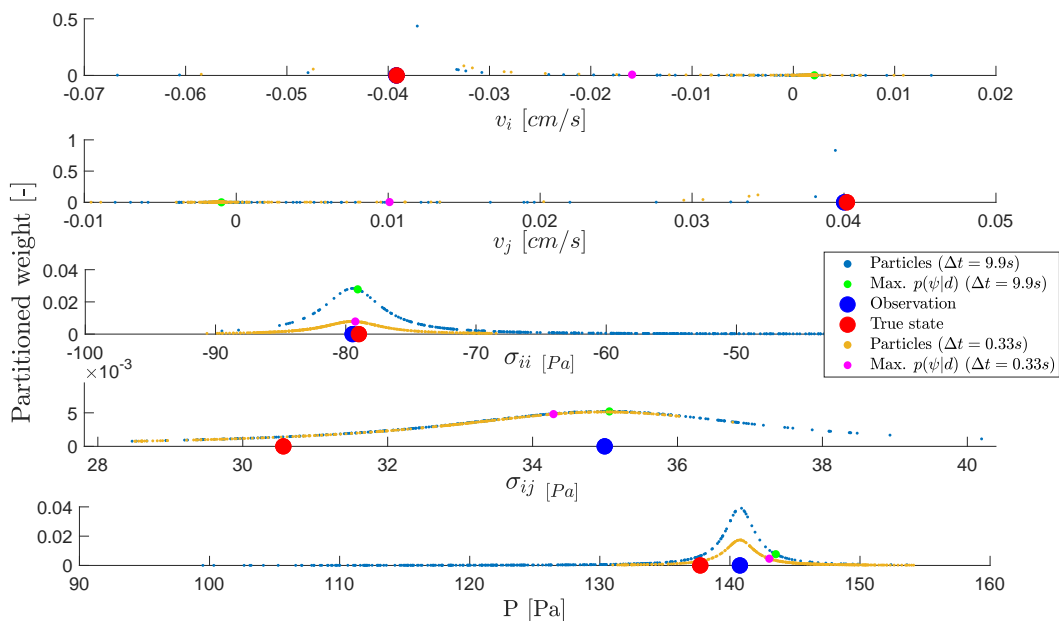 0.5
0
-0.07 -0.06 -0.05 -0.04 -0.03 -0.02 -0.01 0 0.01 0.02
v_i [cm/s]
1
0.5
0
-0.01 0 0.01 0.02 0.03 0.04 0.05
v_j [cm/s]
Partitioned weight [-]
0.04
0.02
0
-100 -90 -80 -70 -60 -50
σ_ii [Pa]
Particles (Δt = 9.9s)
Max. p(ψ|d) (Δt = 9.9s)
Observation
True state
Particles (Δt = 0.33s)
Max. p(ψ|d) (Δt = 0.33s)
×10^-3
5
0
28 30 32 34 36 38 40
σ_ij [Pa]
0.04
0.02
0
90 100 110 120 130 140 150 160
P [Pa]